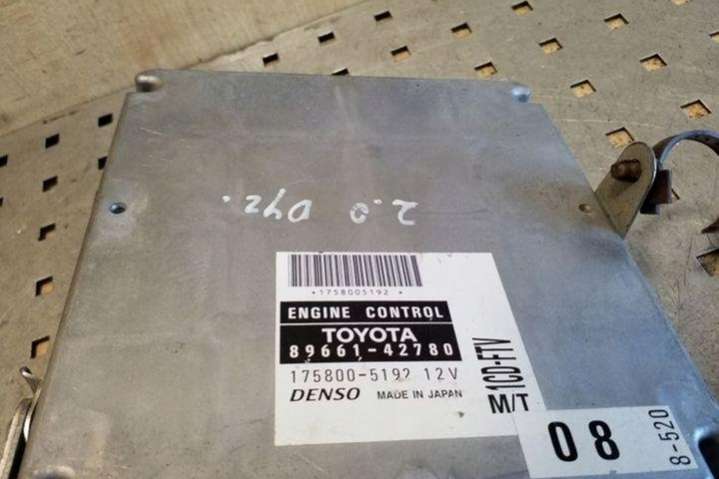 2.0 Dyz.
*1758005192*
ENGINE CONTROL
TOYOTA
89661-42780
175800-5192 12V
DENSO MADE IN JAPAN
1CD-FTV
M/T
08
8-520